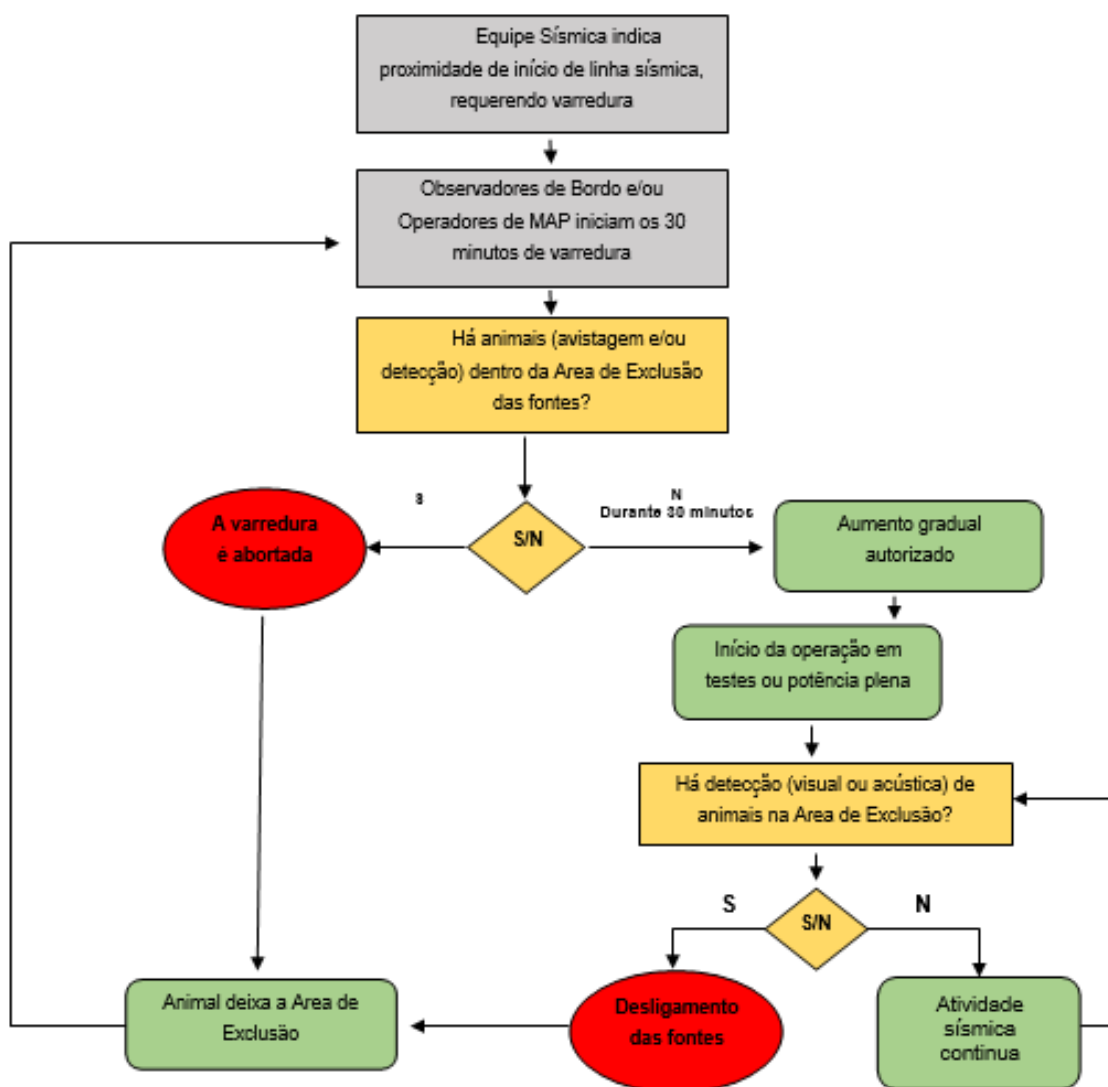 Equipe Sísmica indica
proximidade de início de linha sísmica,
requerendo varredura
Observadores de Bordo e/ou
Operadores de MAP iniciam os 30
minutos de varredura
Há animais (avistagem e/ou
detecção) dentro da Area de Exclusão
das fontes?
S
N
Durante 30 minutos
S/N
A varredura
é abortada
Aumento gradual
autorizado
Início da operação em
testes ou potência plena
Há detecção (visual ou acústica) de
animais na Area de Exclusão?
S
N
S/N
Animal deixa a Area de
Exclusão
Desligamento
das fontes
Atividade
sísmica
continua